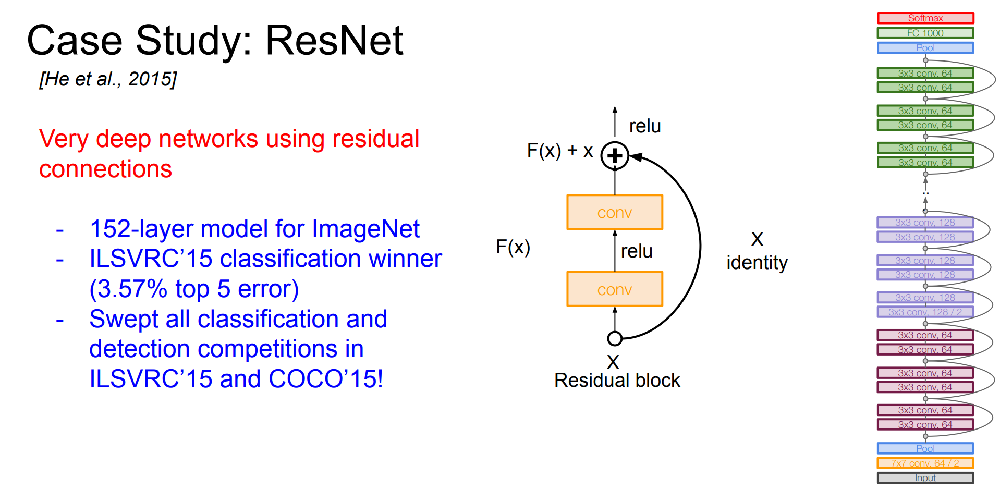 Case Study: ResNet
[He et al., 2015]
Very deep networks using residual
connections
- 152-layer model for ImageNet
- ILSVRC’15 classification winner
(3.57% top 5 error)
- Swept all classification and
detection competitions in
ILSVRC’15 and COCO’15!
relu
F(x) + x
+
conv
F(x)
relu
X
identity
conv
X
Residual block
Softmax
FC 1000
Pool
3x3 conv, 64
3x3 conv, 64
3x3 conv, 64
3x3 conv, 64
3x3 conv, 64
3x3 conv, 64
..
3x3 conv, 128
3x3 conv, 128
3x3 conv, 128
3x3 conv, 128
3x3 conv, 128
3x3 conv, 128 / 2
3x3 conv, 64
3x3 conv, 64
3x3 conv, 64
3x3 conv, 64
3x3 conv, 64
3x3 conv, 64
Pool
7x7 conv, 64 / 2
Input